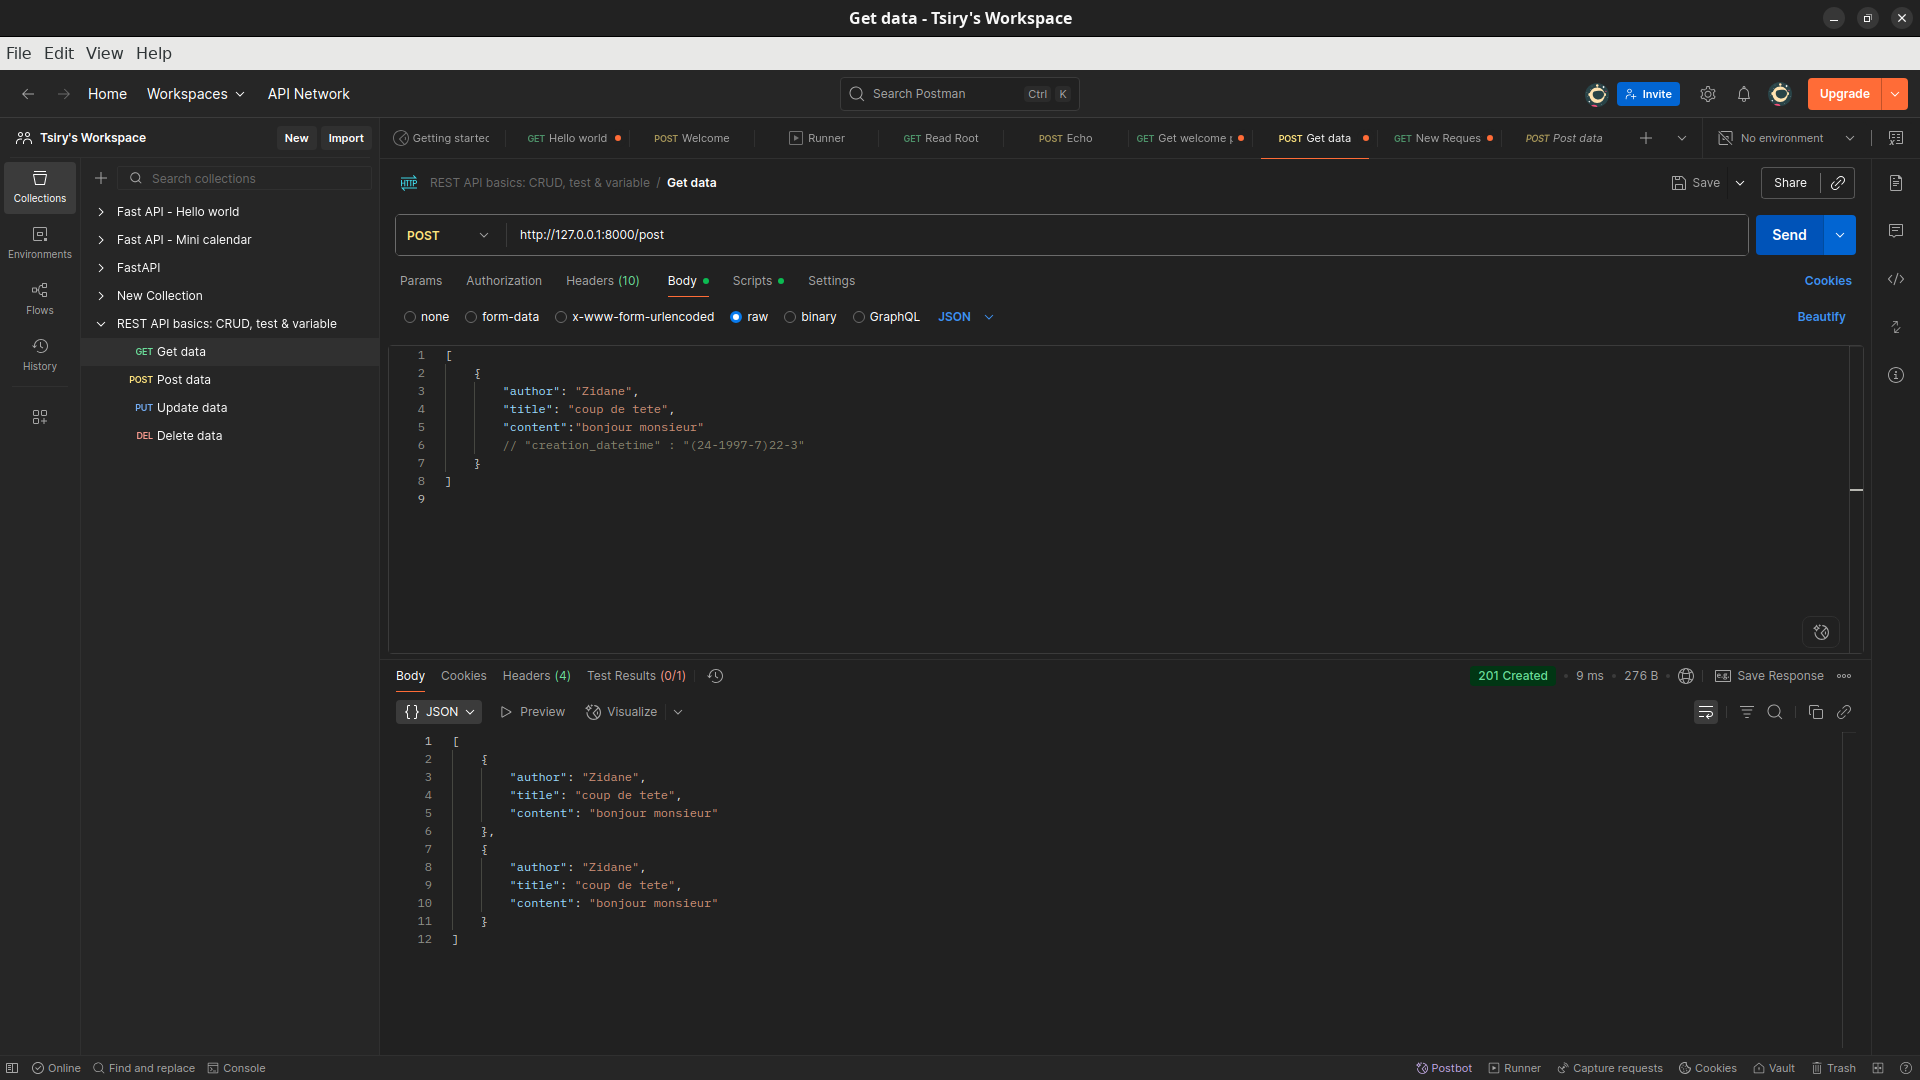 Get data - Tsiry's Workspace
File Edit View Help
Home Workspaces API Network
Search Postman Ctrl K
Invite
Upgrade
Tsiry's Workspace
New Import
Getting startec
GET Hello world
POST Welcome
Runner
GET Read Root
POST Echo
GET Get welcome
POST Get data
GET New Reques
POST Post data
No environment
Collections
Environments
Flows
History
Search collections
Fast API - Hello world
Fast API - Mini calendar
FastAPI
New Collection
REST API basics: CRUD, test & variable
GET Get data
POST Post data
PUT Update data
DEL Delete data
HTTP REST API basics: CRUD, test & variable / Get data
Save
Share
POST http://127.0.0.1:8000/post
Send
Params Authorization Headers (10) Body Scripts Settings
Cookies
none form-data x-www-form-urlencoded raw binary GraphQL JSON
Beautify
1 [
2 {
3 "author": "Zidane",
4 "title": "coup de tete",
5 "content":"bonjour monsieur"
6 // "creation_datetime" : "(24-1997-7)22-3"
7 }
8 ]
9
Body Cookies Headers (4) Test Results (0/1)
201 Created • 9 ms • 276 B
e.g. Save Response
{} JSON Preview Visualize
1 [
2 {
3 "author": "Zidane",
4 "title": "coup de tete",
5 "content": "bonjour monsieur"
6 },
7 {
8 "author": "Zidane",
9 "title": "coup de tete",
10 "content": "bonjour monsieur"
11 }
12 ]
Online Find and replace Console
Postbot Runner Capture requests Cookies Vault Trash